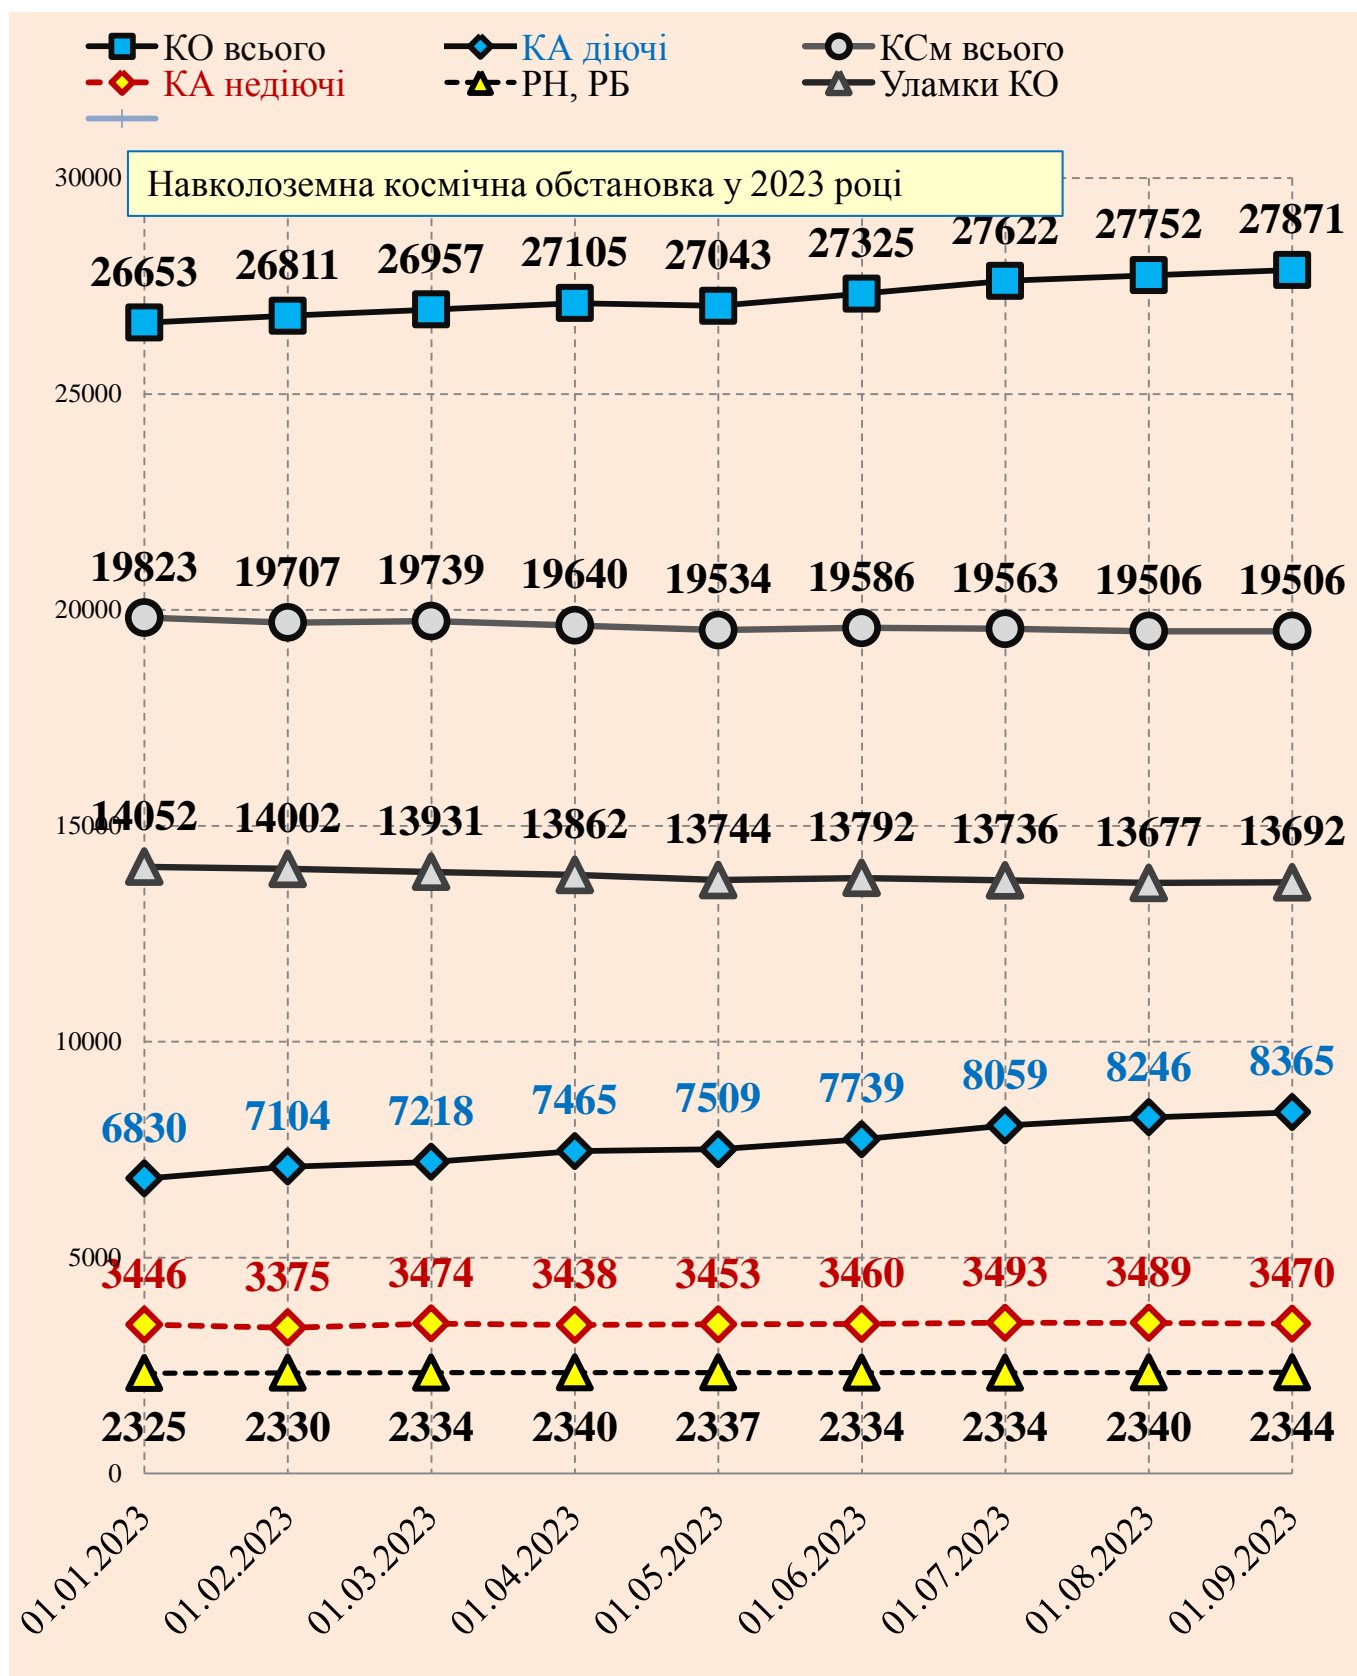 КО всього КА діючі КСм всього
КА недіючі РН, РБ Уламки КО
Навколоземна космічна обстановка у 2023 році
30000
26653 26811 26957 27105 27043 27325 27622 27752 27871
25000
19823 19707 19739 19640 19534 19586 19563 19506 19506
20000
14052 14002 13931 13862 13744 13792 13736 13677 13692
15000
10000
6830 7104 7218 7465 7509 7739 8059 8246 8365
5000
3446 3375 3474 3438 3453 3460 3493 3489 3470
2325 2330 2334 2340 2337 2334 2334 2340 2344
0
01.01.2023 01.02.2023 01.03.2023 01.04.2023 01.05.2023 01.06.2023 01.07.2023 01.08.2023 01.09.2023